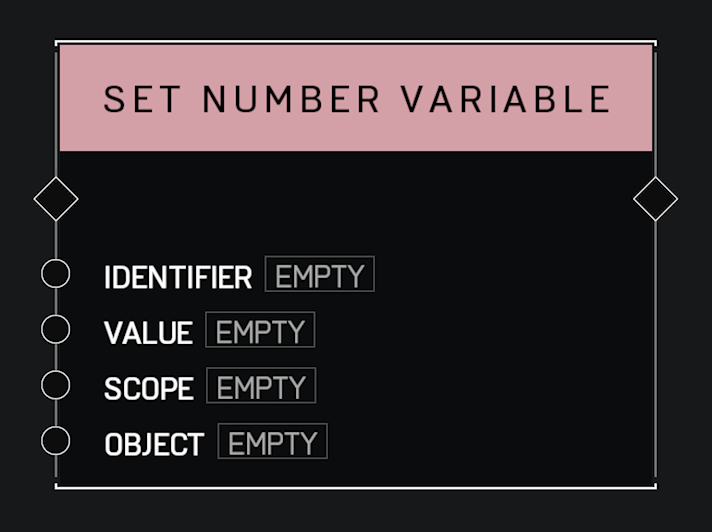 SET NUMBER VARIABLE
IDENTIFIER EMPTY
VALUE EMPTY
SCOPE EMPTY
OBJECT EMPTY